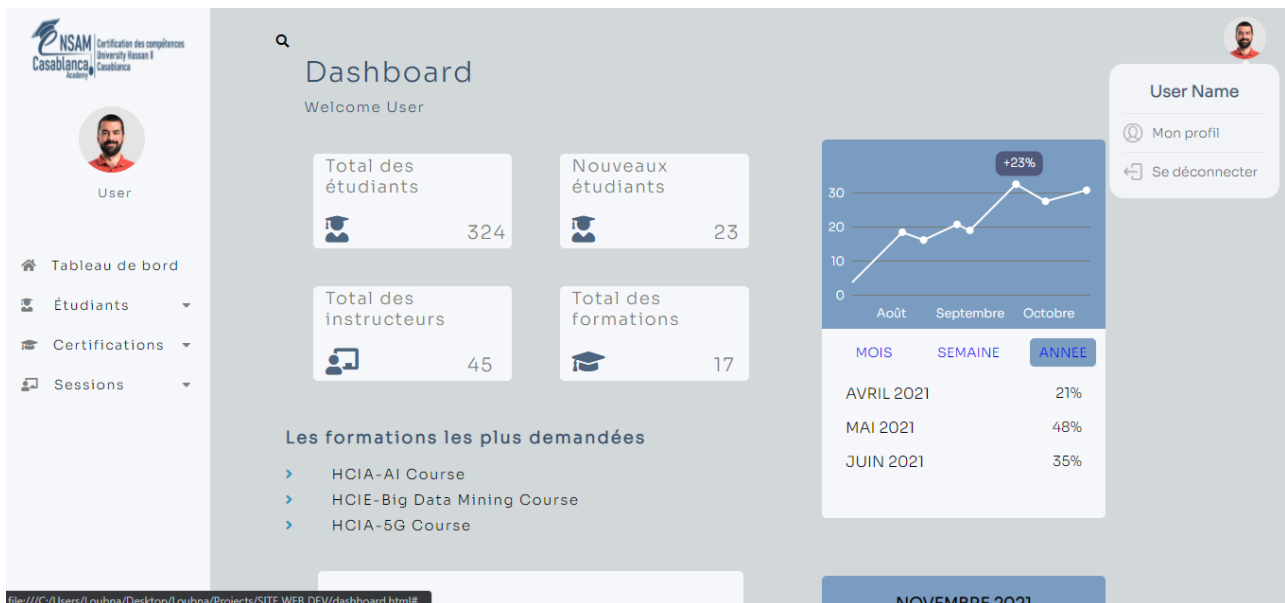 ENSAM
Casablanca
Academy
Certification des compétences
University Hassan II
Casablanca
User
Tableau de bord
Étudiants
Certifications
Sessions
Dashboard
Welcome User
Total des
étudiants
324
Nouveaux
étudiants
23
Total des
instructeurs
45
Total des
formations
17
Les formations les plus demandées
HCIA-AI Course
HCIE-Big Data Mining Course
HCIA-5G Course
+23%
30
20
10
0
Août Septembre Octobre
MOIS SEMAINE ANNEE
AVRIL 2021 21%
MAI 2021 48%
JUIN 2021 35%
NOVEMBRE 2021
User Name
Mon profil
Se déconnecter
file:///C:/Users/Loubna/Desktop/Loubna/Projects/SITE WEB DEV/dashboard.html#